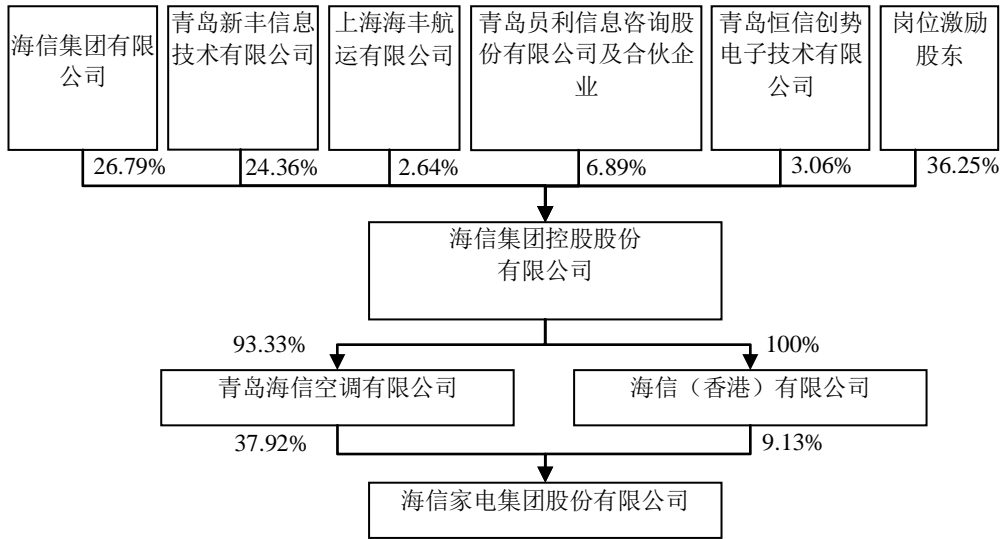 海信集团有限
公司
青岛新丰信息
技术有限公司
上海海丰航
运有限公司
青岛员利信息咨询股
份有限公司及合伙企
业
青岛恒信创势
电子技术有限
公司
岗位激励
股东
26.79%
24.36%
2.64%
6.89%
3.06%
36.25%
海信集团控股股份
有限公司
93.33%
100%
青岛海信空调有限公司
海信（香港）有限公司
37.92%
9.13%
海信家电集团股份有限公司